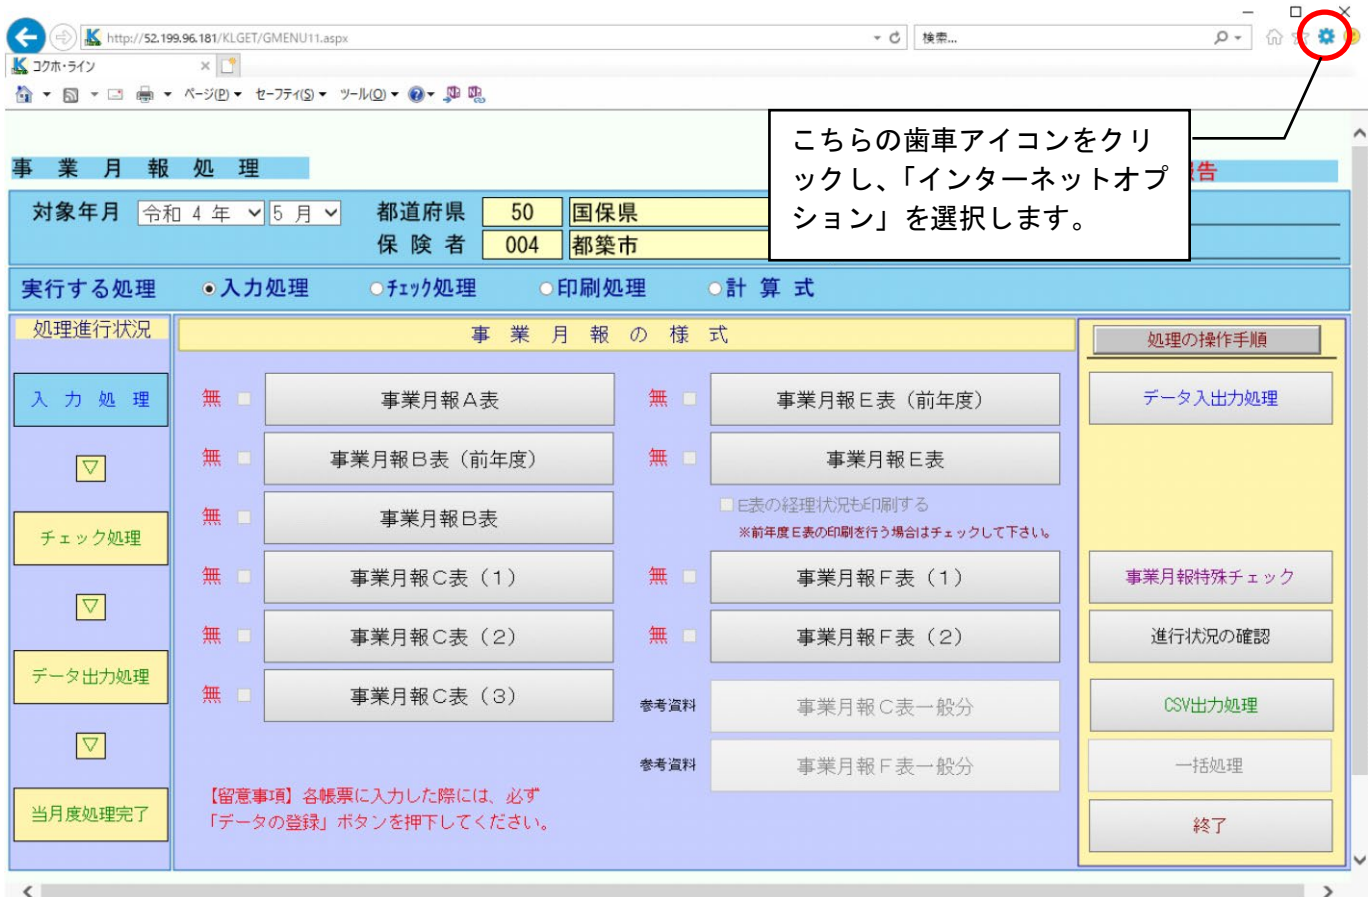 http://52.199.96.181/KLGET/GMENU11.aspx
検索...
コクホ・ライン
ページ(P) セーフティ(S) ツール(O)
こちらの歯車アイコンをクリ
ックし、「インターネットオプ
ション」を選択します。
事業月報処理
告
対象年月 令和 4 年 5 月 都道府県 50 国保県
保険者 004 都築市
実行する処理 入力処理 チェック処理 印刷処理 計算式
処理進行状況
入力処理
▽
チェック処理
▽
データ出力処理
▽
当月度処理完了
事業月報の様式
無 事業月報A表
無 事業月報B表（前年度）
無 事業月報B表
無 事業月報C表（1）
無 事業月報C表（2）
無 事業月報C表（3）
【留意事項】各帳票に入力した際には、必ず
「データの登録」ボタンを押下してください。
無 事業月報E表（前年度）
無 事業月報E表
E表の経理状況も印刷する
※前年度E表の印刷を行う場合はチェックして下さい。
無 事業月報F表（1）
無 事業月報F表（2）
参考資料 事業月報C表一般分
参考資料 事業月報F表一般分
処理の操作手順
データ入出力処理
事業月報特殊チェック
進行状況の確認
CSV出力処理
一括処理
終了